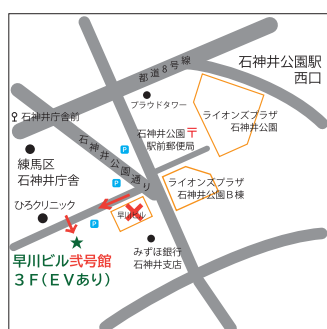 都道8号線
石神井公園駅
西口
プラウドタワー
ライオンズプラザ
石神井公園
石神井庁舎前
石神井公園
駅前郵便局
石神井公園通り
P
練馬区
石神井庁舎
P
ライオンズプラザ
石神井公園B棟
ひろクリニック
早川ビル
P
みずほ銀行
石神井支店
早川ビル弐号館
3F(EVあり)